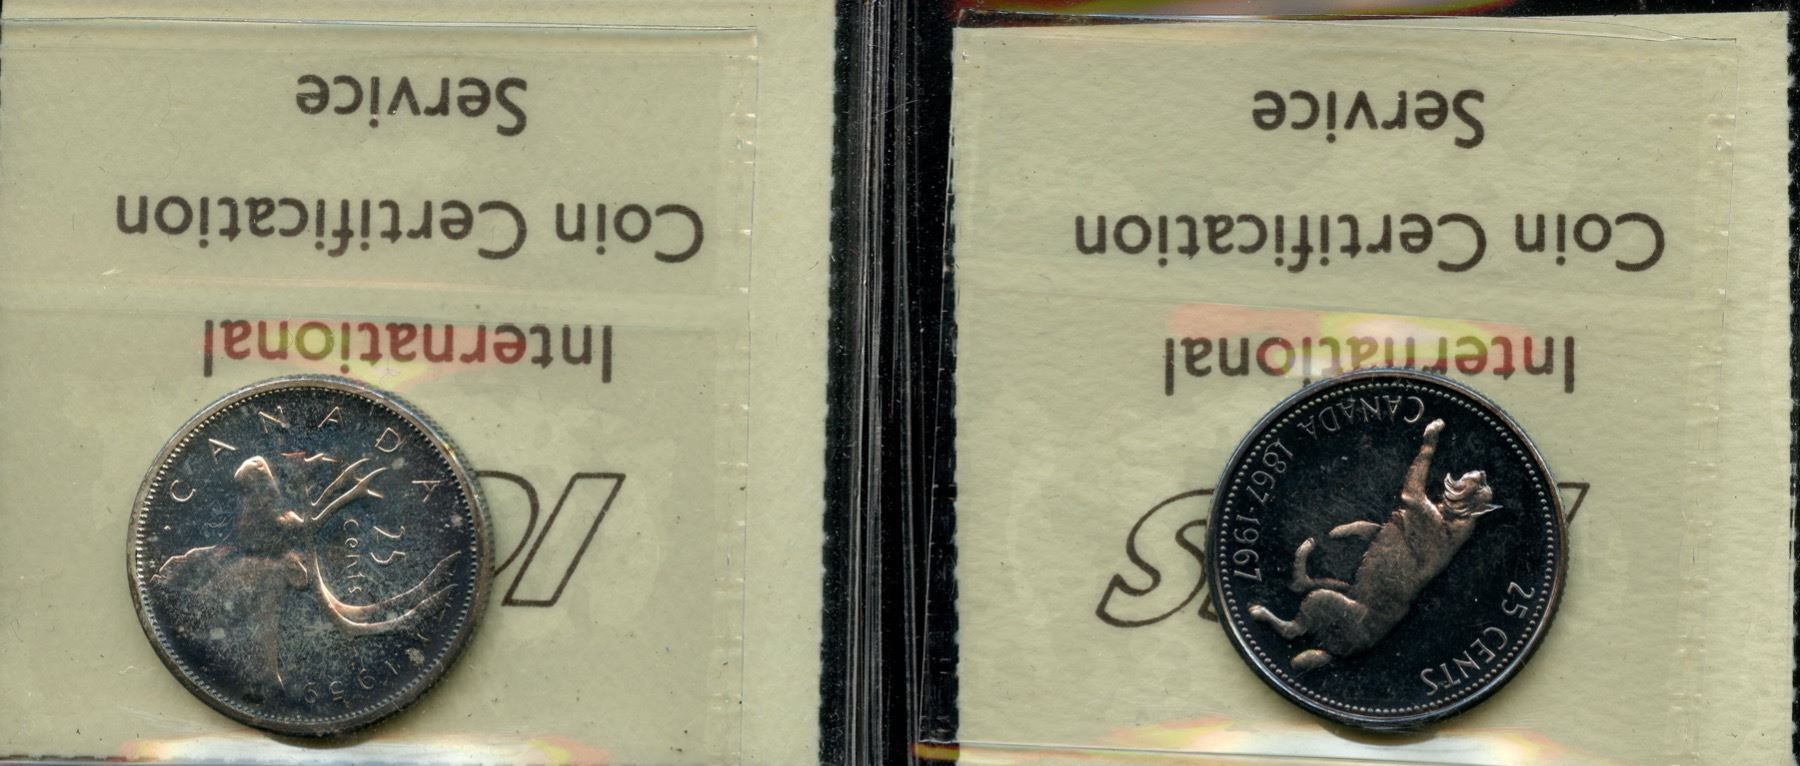 International
Coin Certification
Service
CANADA
25
cents
1959
International
Coin Certification
Service
CANADA 1867-1967
25 CENTS